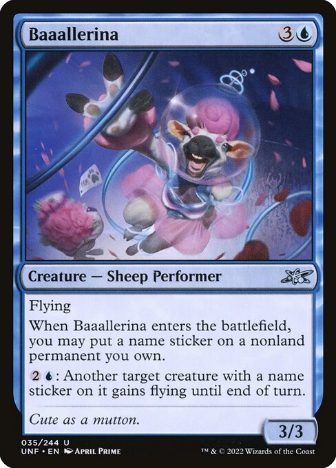 Baaallerina 3
Creature — Sheep Performer
Flying
When Baaallerina enters the battlefield,
you may put a name sticker on a nonland
permanent you own.
2: Another target creature with a name
sticker on it gains flying until end of turn.
Cute as a mutton.
3/3
035/244 U
UNF • EN April Prime
™ & © 2022 Wizards of the Coast